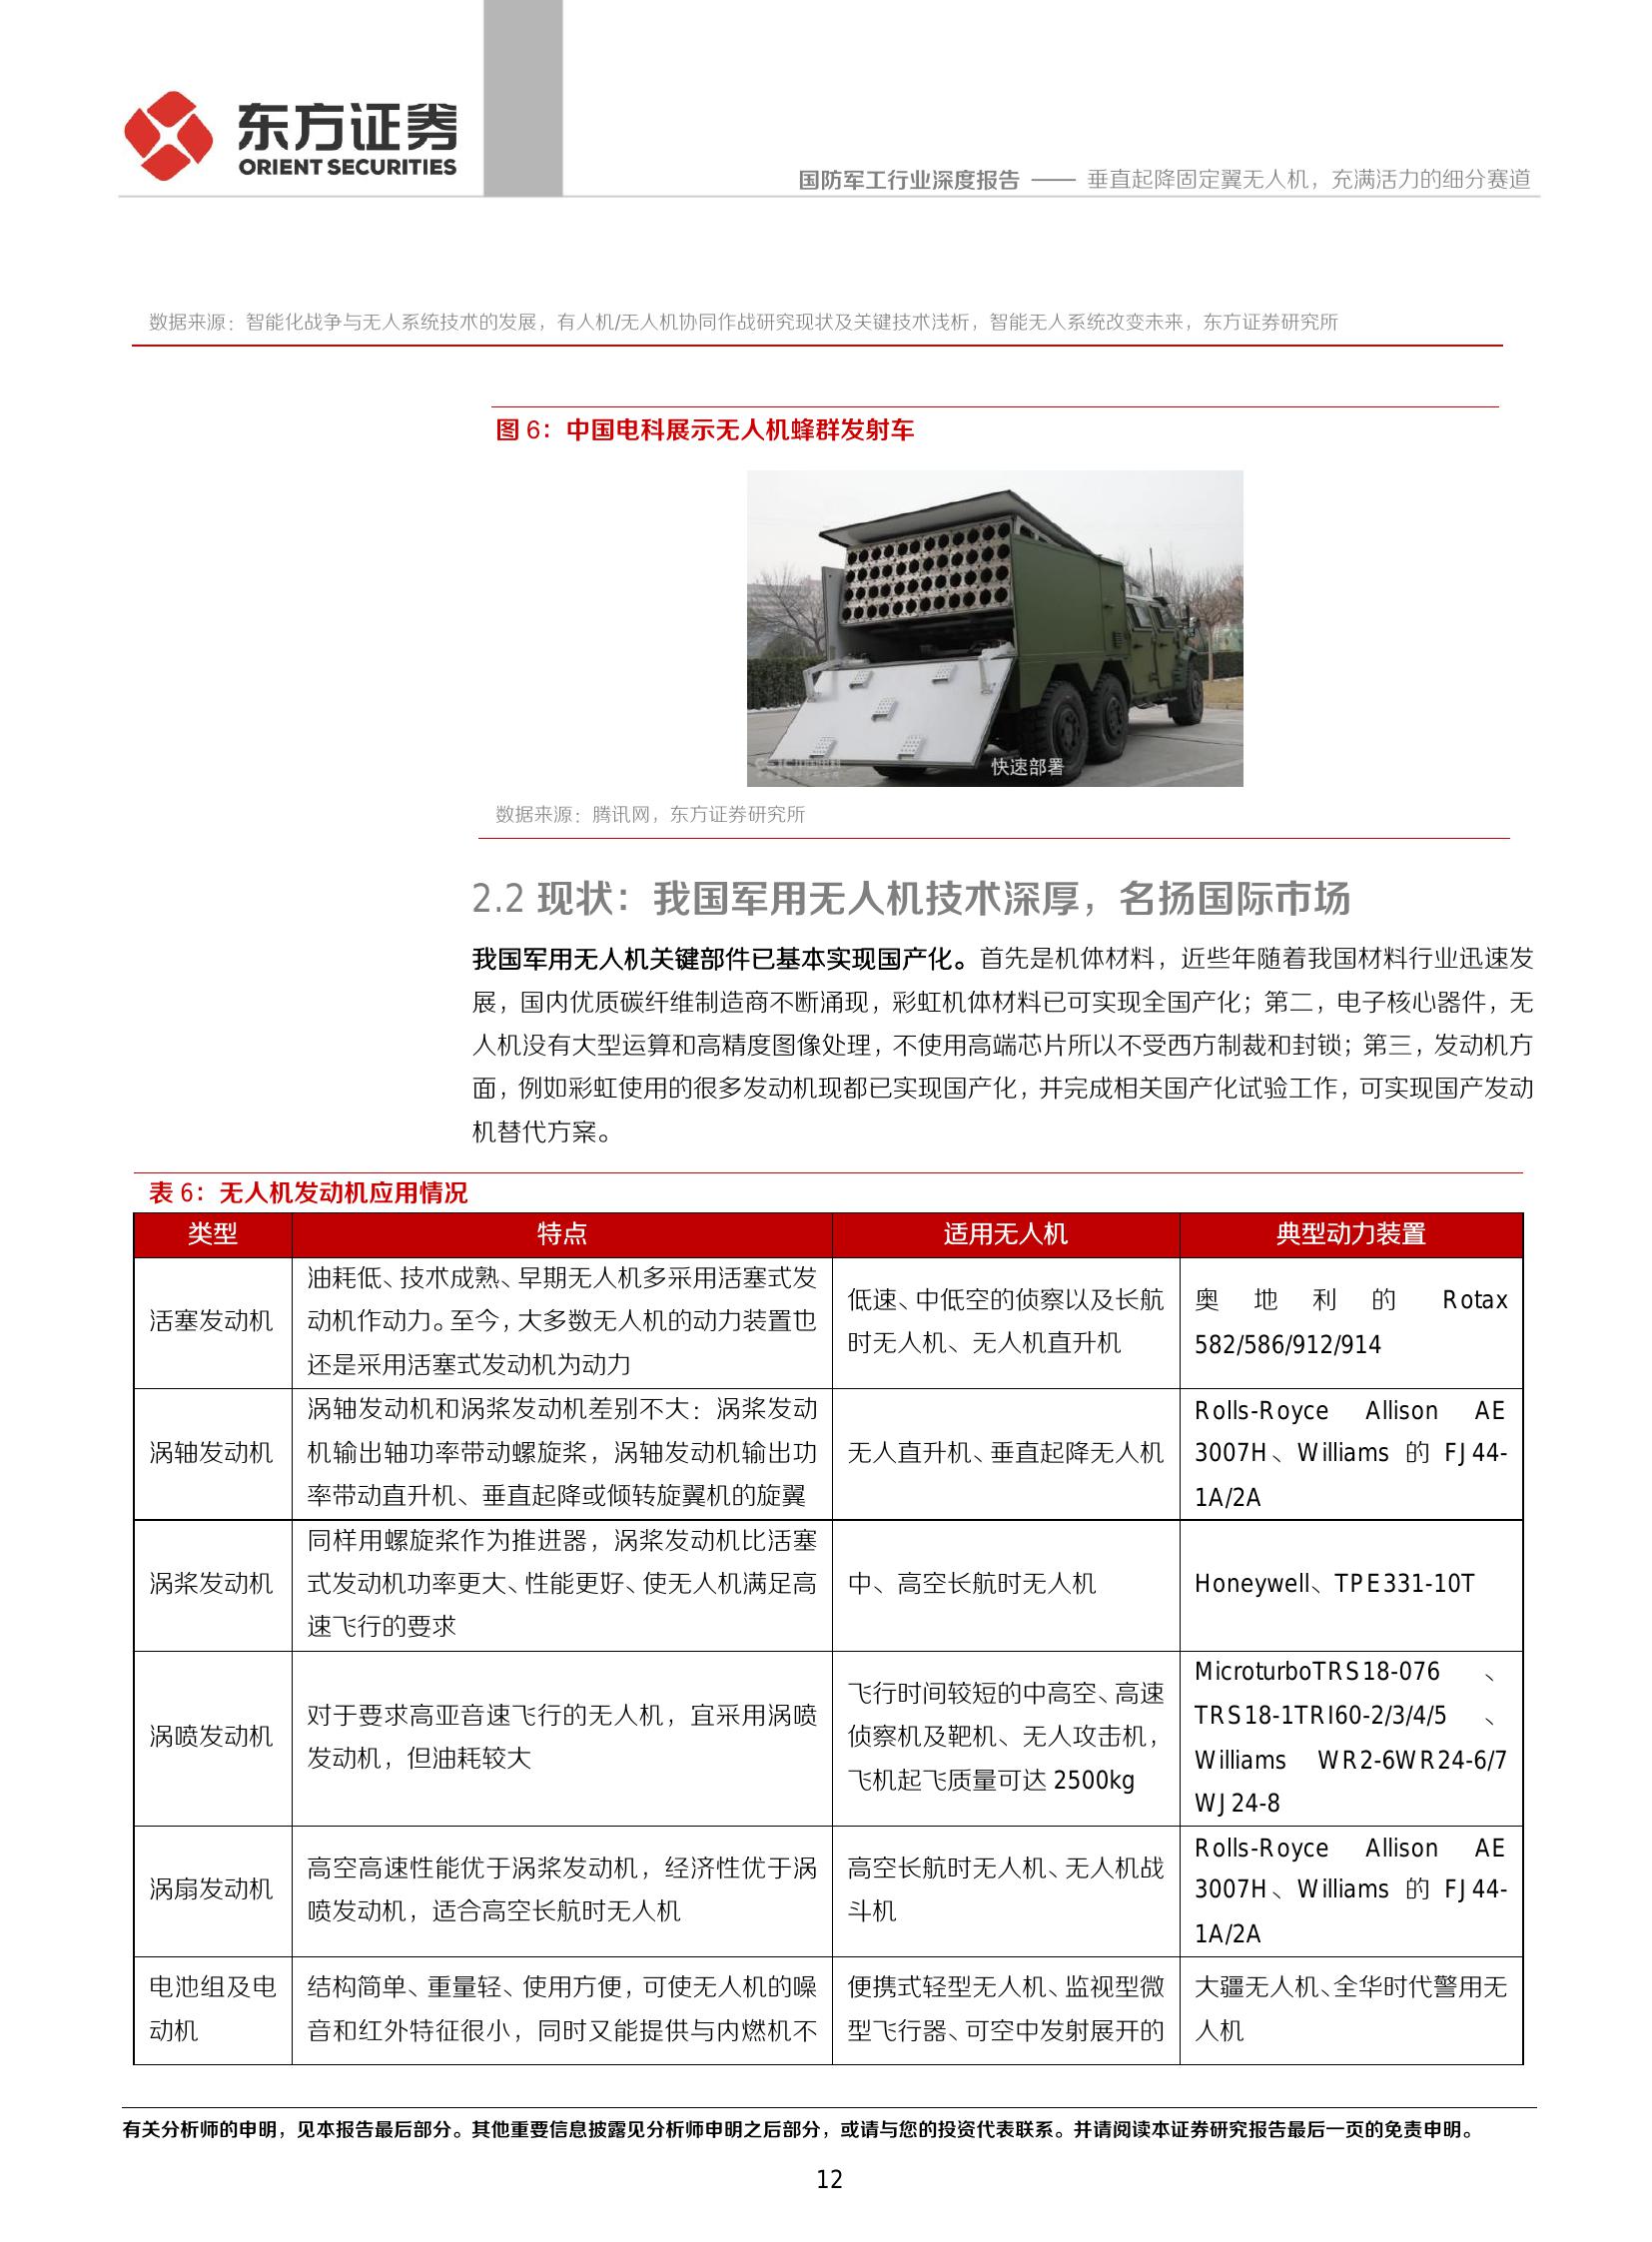 东方证券
ORIENT SECURITIES
国防军工行业深度报告 —— 垂直起降固定翼无人机，充满活力的细分赛道
数据来源：智能化战争与无人系统技术的发展，有人机/无人机协同作战研究现状及关键技术浅析，智能无人系统改变未来，东方证券研究所
图 6：中国电科展示无人机蜂群发射车
快速部署
数据来源：腾讯网，东方证券研究所
2.2 现状：我国军用无人机技术深厚，名扬国际市场
我国军用无人机关键部件已基本实现国产化。首先是机体材料，近些年随着我国材料行业迅速发
展，国内优质碳纤维制造商不断涌现，彩虹机体材料已可实现全国产化；第二，电子核心器件，无
人机没有大型运算和高精度图像处理，不使用高端芯片所以不受西方制裁和封锁；第三，发动机方
面，例如彩虹使用的很多发动机现都已实现国产化，并完成相关国产化试验工作，可实现国产发动
机替代方案。
表 6：无人机发动机应用情况
类型 特点 适用无人机 典型动力装置
活塞发动机
油耗低、技术成熟、早期无人机多采用活塞式发
动机作动力。至今，大多数无人机的动力装置也
还是采用活塞式发动机为动力
低速、中低空的侦察以及长航
时无人机、无人机直升机
奥地利的 Rotax
582/586/912/914
涡轴发动机
涡轴发动机和涡桨发动机差别不大：涡桨发动
机输出轴功率带动螺旋桨，涡轴发动机输出功
率带动直升机、垂直起降或倾转旋翼机的旋翼
无人直升机、垂直起降无人机
Rolls-Royce Allison AE
3007H、Williams 的 FJ44-
1A/2A
涡桨发动机
同样用螺旋桨作为推进器，涡桨发动机比活塞
式发动机功率更大、性能更好、使无人机满足高
速飞行的要求
中、高空长航时无人机
Honeywell、TPE331-10T
涡喷发动机
对于要求高亚音速飞行的无人机，宜采用涡喷
发动机，但油耗较大
飞行时间较短的中高空、高速
侦察机及靶机、无人攻击机，
飞机起飞质量可达 2500kg
MicroturboTRS18-076 、
TRS18-1TRI60-2/3/4/5 、
Williams WR2-6WR24-6/7
WJ24-8
涡扇发动机
高空高速性能优于涡桨发动机，经济性优于涡
喷发动机，适合高空长航时无人机
高空长航时无人机、无人机战
斗机
Rolls-Royce Allison AE
3007H、Williams 的 FJ44-
1A/2A
电池组及电
动机
结构简单、重量轻、使用方便，可使无人机的噪
音和红外特征很小，同时又能提供与内燃机不
便携式轻型无人机、监视型微
型飞行器、可空中发射展开的
大疆无人机、全华时代警用无
人机
有关分析师的申明，见本报告最后部分。其他重要信息披露见分析师申明之后部分，或请与您的投资代表联系。并请阅读本证券研究报告最后一页的免责申明。
12